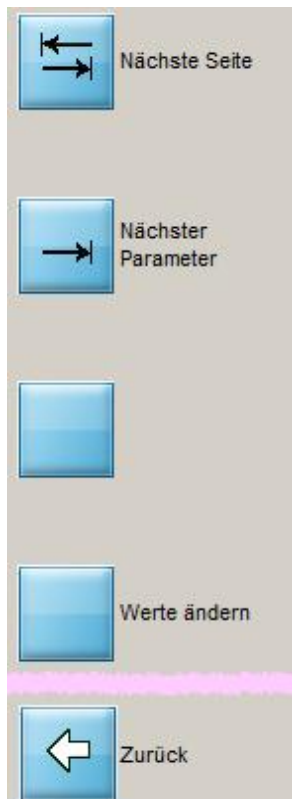 Nächste Seite
Nächster
Parameter
Werte ändern
Zurück